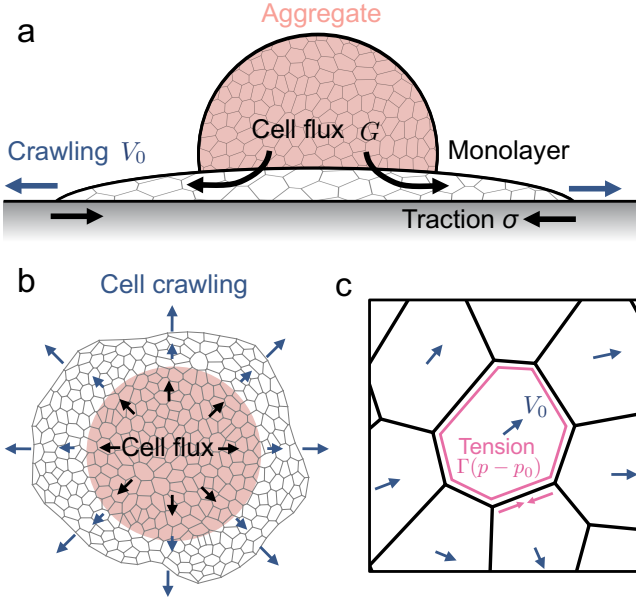 a
Aggregate
Cell flux G
Crawling V₀
Monolayer
Traction σ
b
Cell crawling
Cell flux
c
V₀
Tension
Γ(p − p₀)